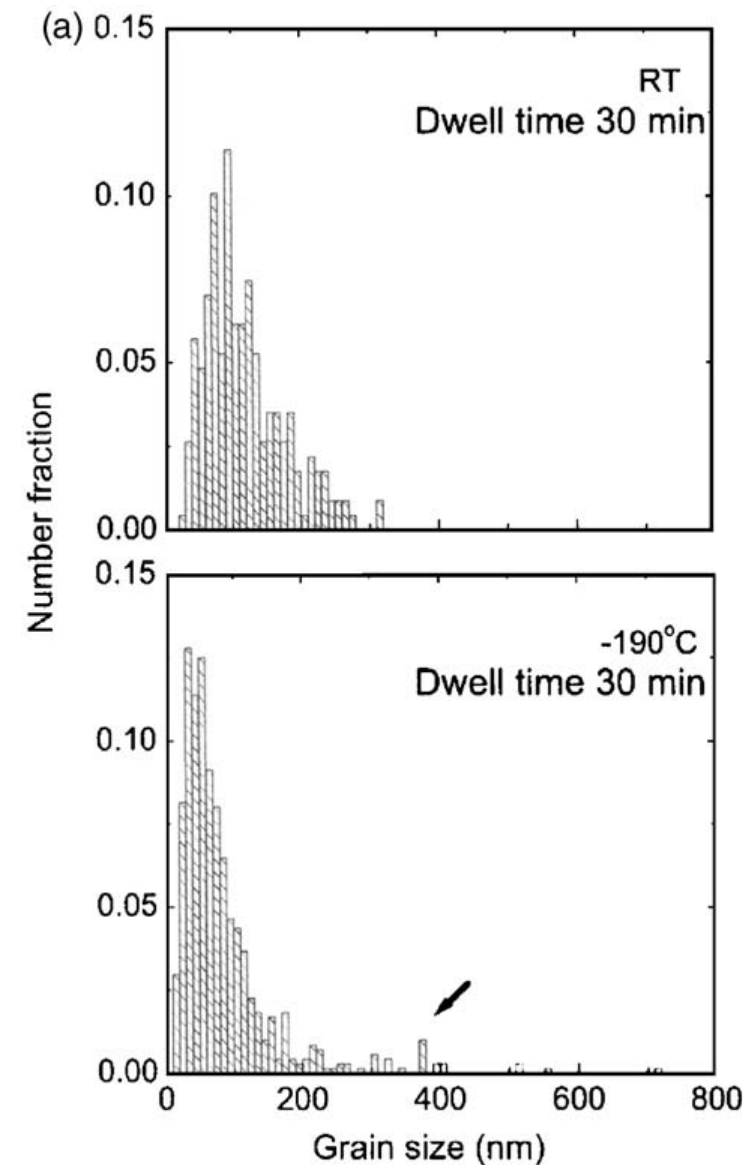 (a) 0.15
RT
Dwell time 30 min
0.10
0.05
0.00
Number fraction
0.15
-190°C
Dwell time 30 min
0.10
0.05
0.00
0 200 400 600 800
Grain size (nm)